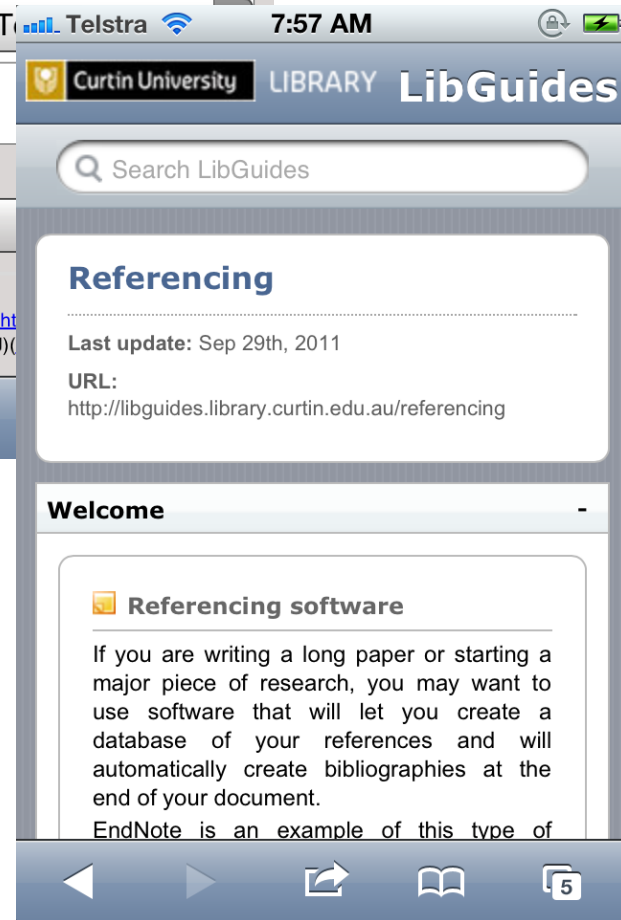 Telstra 7:57 AM
Curtin University LIBRARY LibGuides
Search LibGuides
Referencing
Last update: Sep 29th, 2011
URL:
http://libguides.library.curtin.edu.au/referencing
Welcome -
Referencing software
If you are writing a long paper or starting a
major piece of research, you may want to
use software that will let you create a
database of your references and will
automatically create bibliographies at the
end of your document.
EndNote is an example of this type of
5
ht